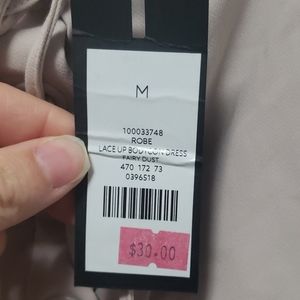 M
100033748
ROBE
LACE UP BODYCON DRESS
FAIRY DUST
470 172 73
0396518
$30.00